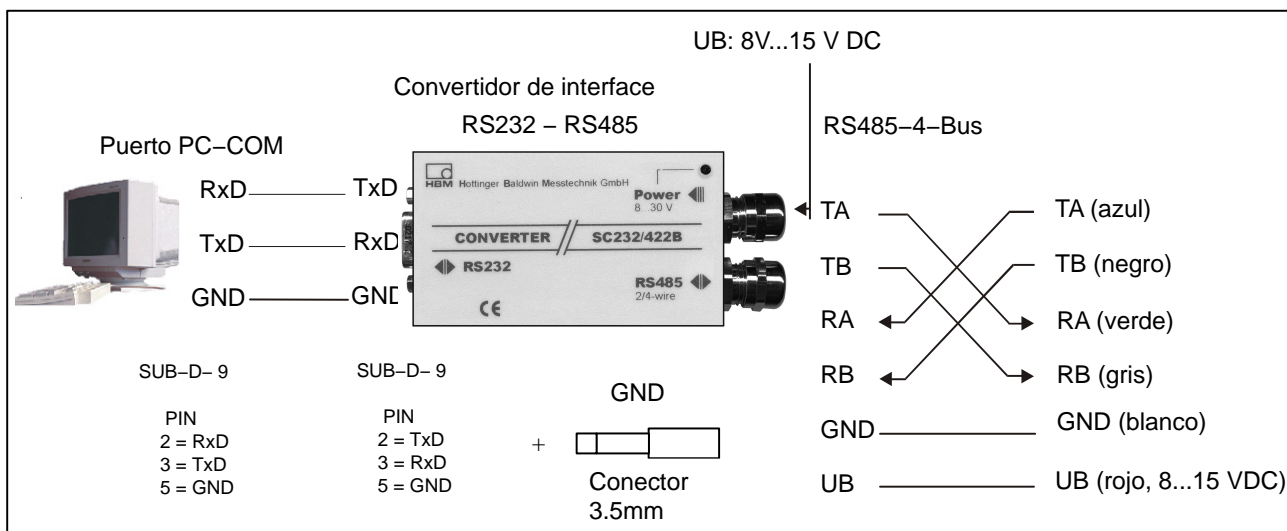 UB: 8V...15 V DC
Convertidor de interface
RS232 – RS485
RS485–4–Bus
Puerto PC–COM
RxD TxD
TxD RxD
GND GND
HBM Hottinger Baldwin Messtechnik GmbH
Power
8...30 V
CONVERTER // SC232/422B
RS232
RS485
2/4-wire
CE
TA TA (azul)
TB TB (negro)
RA RA (verde)
RB RB (gris)
GND GND (blanco)
UB UB (rojo, 8...15 VDC)
SUB–D– 9
PIN
2 = RxD
3 = TxD
5 = GND
SUB–D– 9
PIN
2 = TxD
3 = RxD
5 = GND
GND
+
Conector
3.5mm